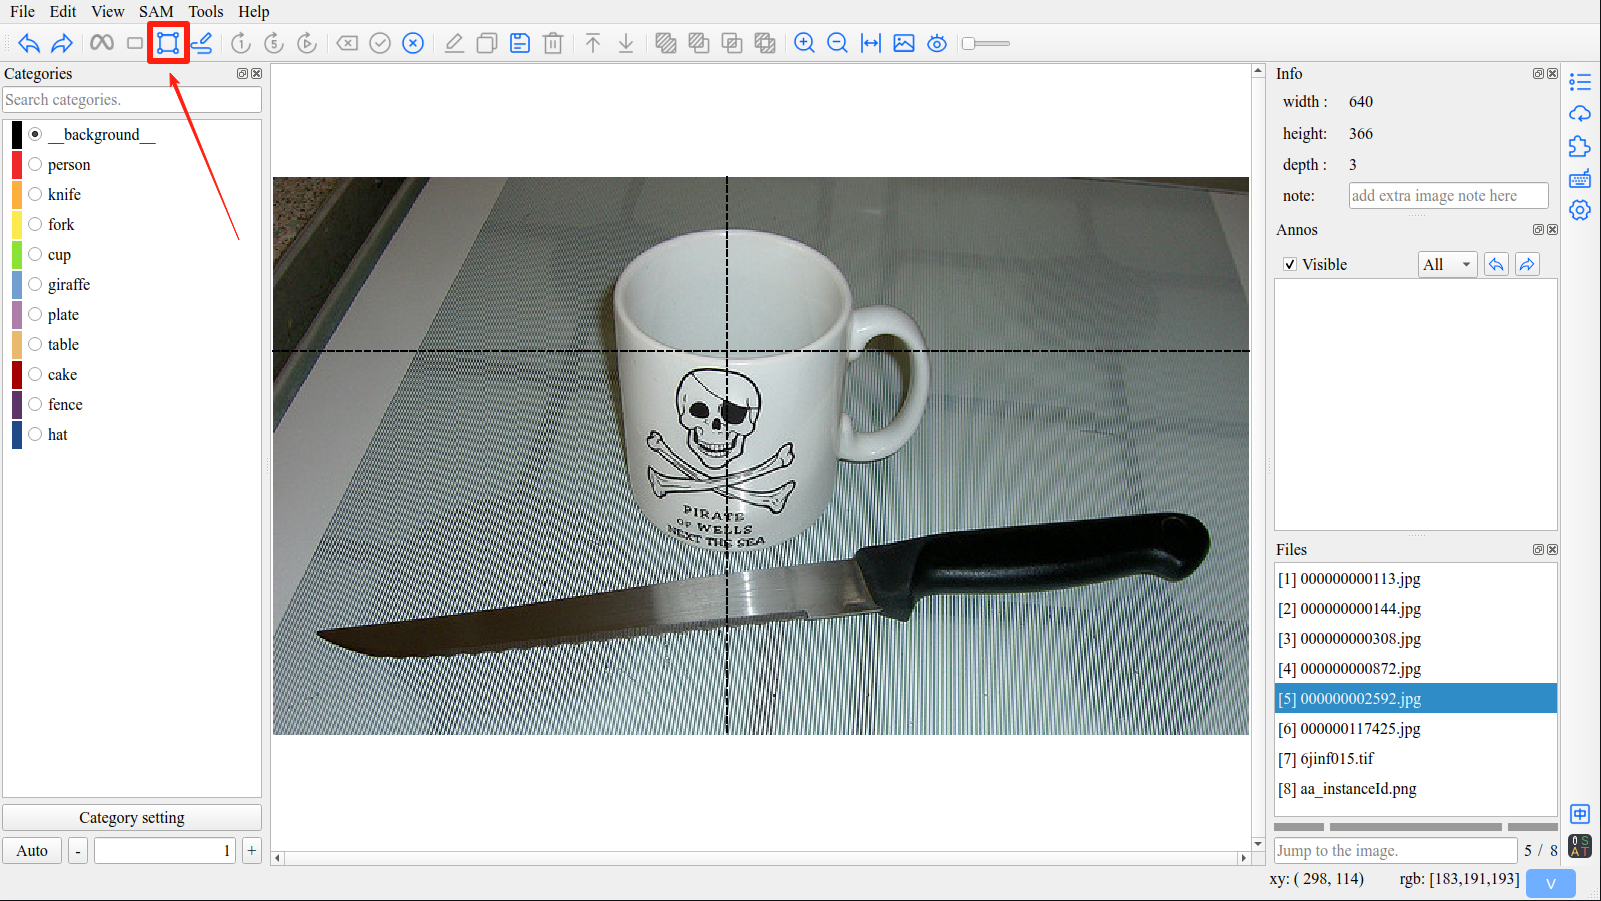 File Edit View SAM Tools Help
1 5
Categories
Search categories.
__background__
person
knife
fork
cup
giraffe
plate
table
cake
fence
hat
Category setting
Auto - 1 +
PIRATE
OF WELLS
NEXT THE SEA
Info
width : 640
height: 366
depth : 3
note: add extra image note here
Annos
Visible All
Files
[1] 000000000113.jpg
[2] 000000000144.jpg
[3] 000000000308.jpg
[4] 000000000872.jpg
[5] 000000002592.jpg
[6] 000000117425.jpg
[7] 6jinf015.tif
[8] aa_instanceId.png
Jump to the image. 5 / 8
xy: ( 298, 114) rgb: [183,191,193] V
中
0 S
A T